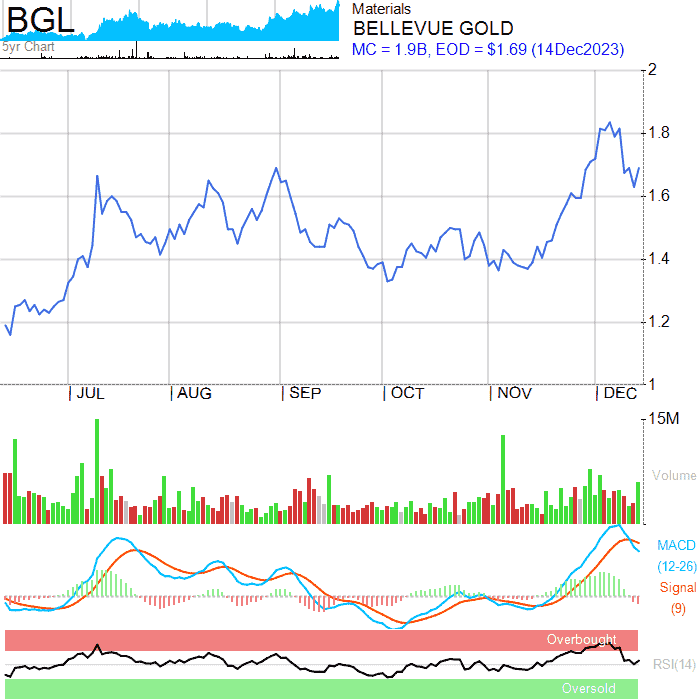 BGL
5yr Chart
Materials
BELLEVUE GOLD
MC = 1.9B, EOD = $1.69 (14Dec2023)
2
1.8
1.6
1.4
1.2
1
JUL AUG SEP OCT NOV DEC
15M
Volume
MACD
(12-26)
Signal
(9)
Overbought
RSI(14)
Oversold